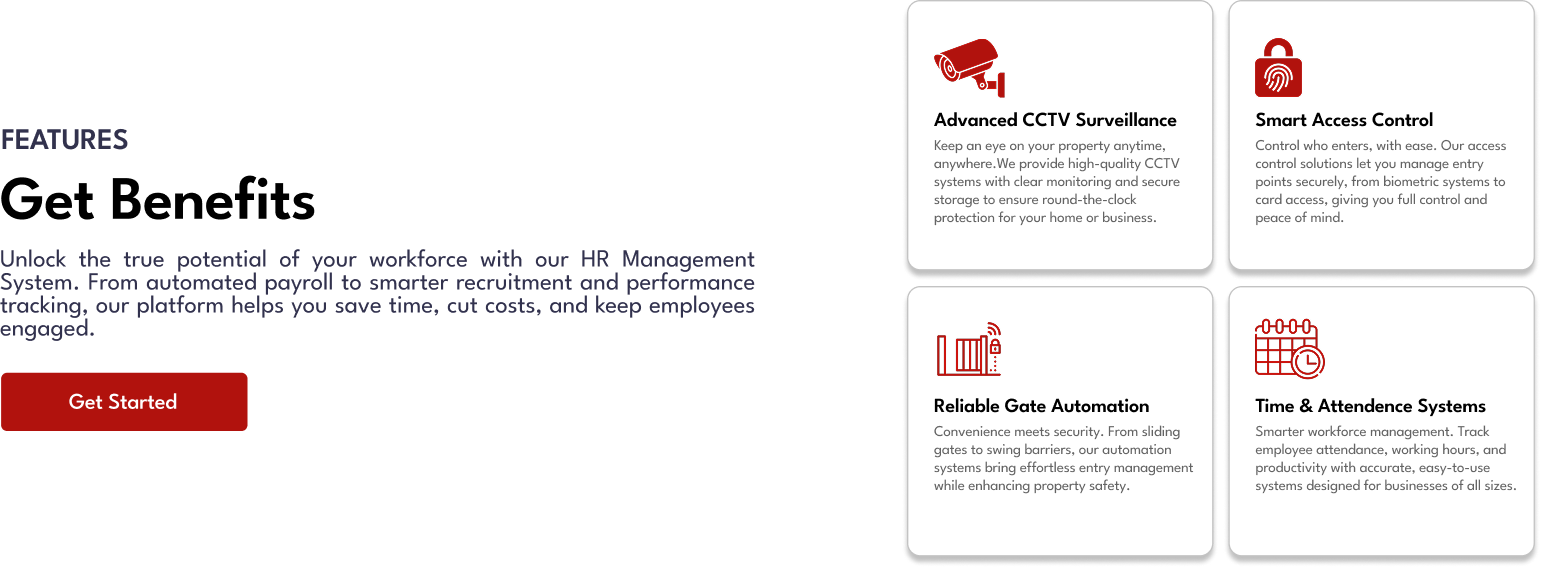 FEATURES
Get Benefits
Unlock the true potential of your workforce with our HR Management
System. From automated payroll to smarter recruitment and performance
tracking, our platform helps you save time, cut costs, and keep employees
engaged.
Get Started
Advanced CCTV Surveillance
Keep an eye on your property anytime,
anywhere.We provide high-quality CCTV
systems with clear monitoring and secure
storage to ensure round-the-clock
protection for your home or business.
Smart Access Control
Control who enters, with ease. Our access
control solutions let you manage entry
points securely, from biometric systems to
card access, giving you full control and
peace of mind.
Reliable Gate Automation
Convenience meets security. From sliding
gates to swing barriers, our automation
systems bring effortless entry management
while enhancing property safety.
Time & Attendence Systems
Smarter workforce management. Track
employee attendance, working hours, and
productivity with accurate, easy-to-use
systems designed for businesses of all sizes.